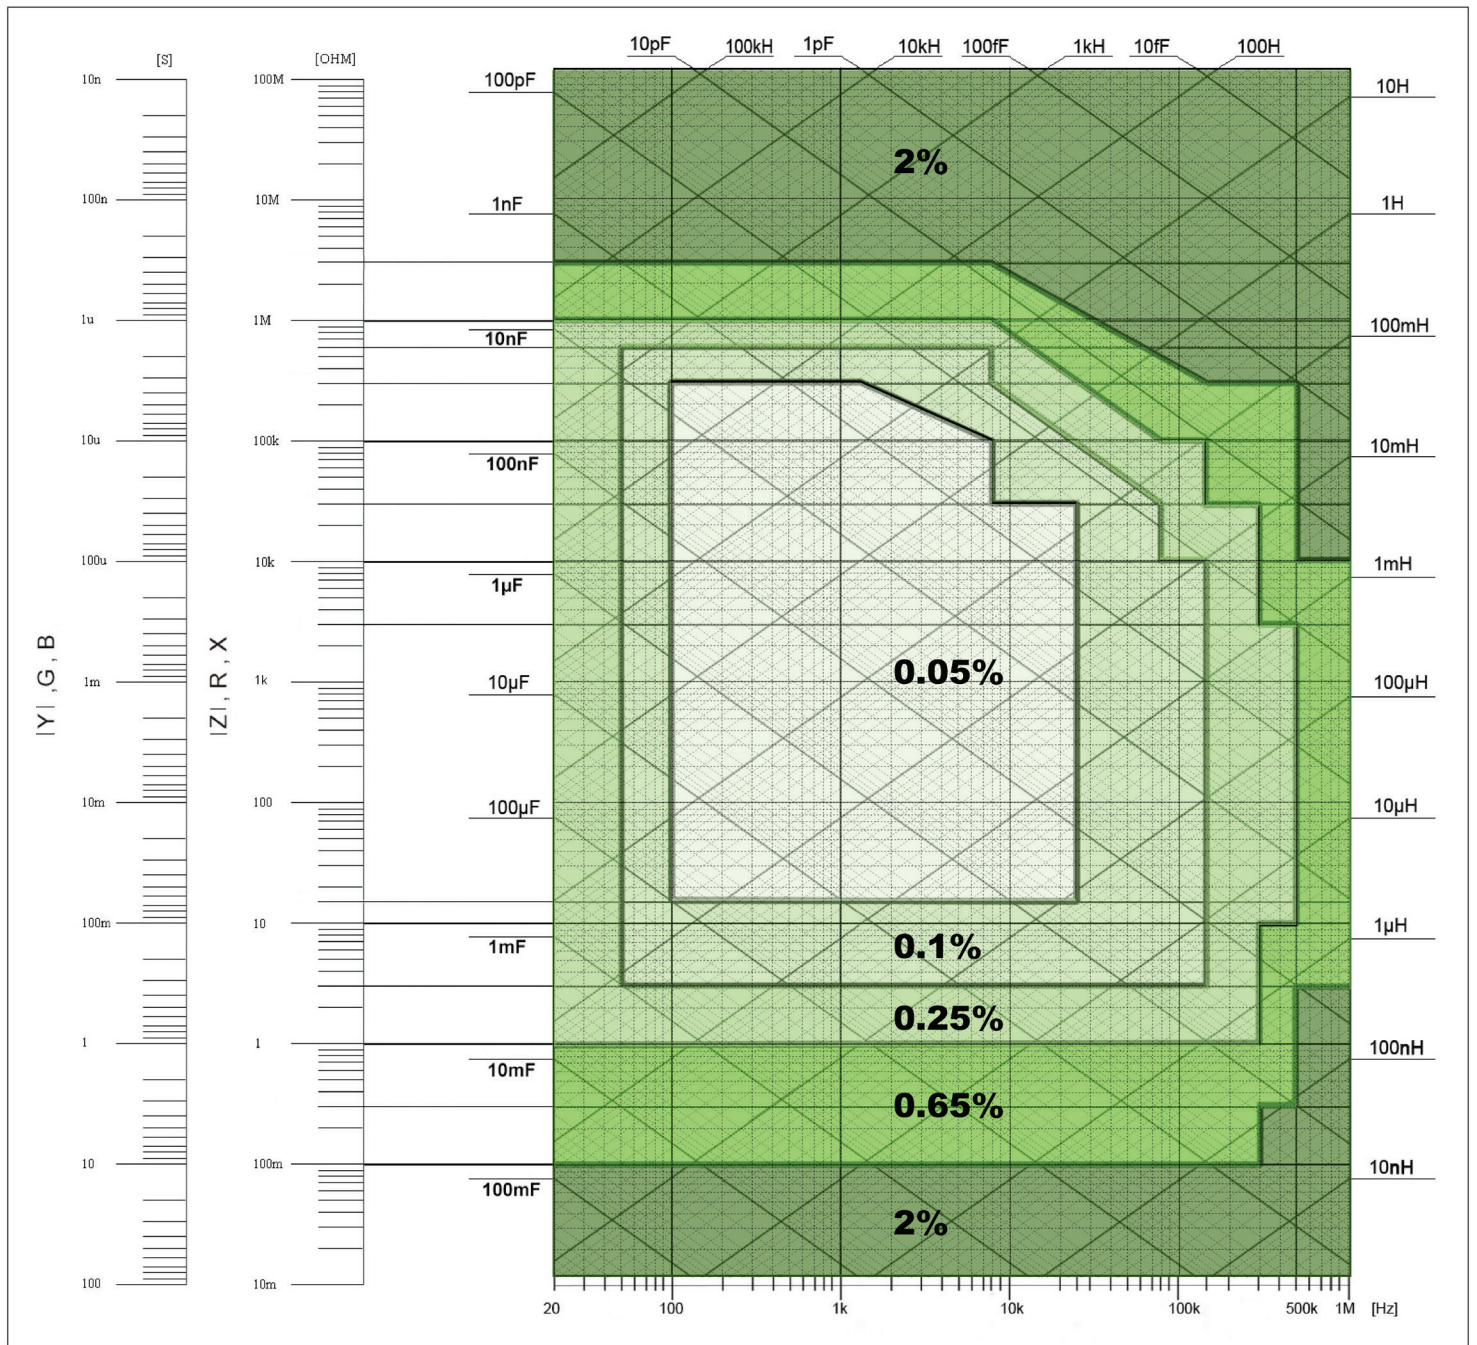 10pF 100kH 1pF 10kH 100fF 1kH 10fF 100H
[S] [OHM]
10n 100M 100pF 10H
2%
100n 10M 1nF 1H
1u 1M 10nF 100mH
10u 100k 100nF 10mH
100u 10k 1µF 1mH
|Y| , G , B
|Z| , R , X
0.05%
1m 1k 10µF 100µH
10m 100 100µF 10µH
100m 10 1mF 1µH
0.1%
0.25%
1 1 10mF 100nH
0.65%
10 100m 100mF 10nH
2%
100 10m
20 100 1k 10k 100k 500k 1M [Hz]